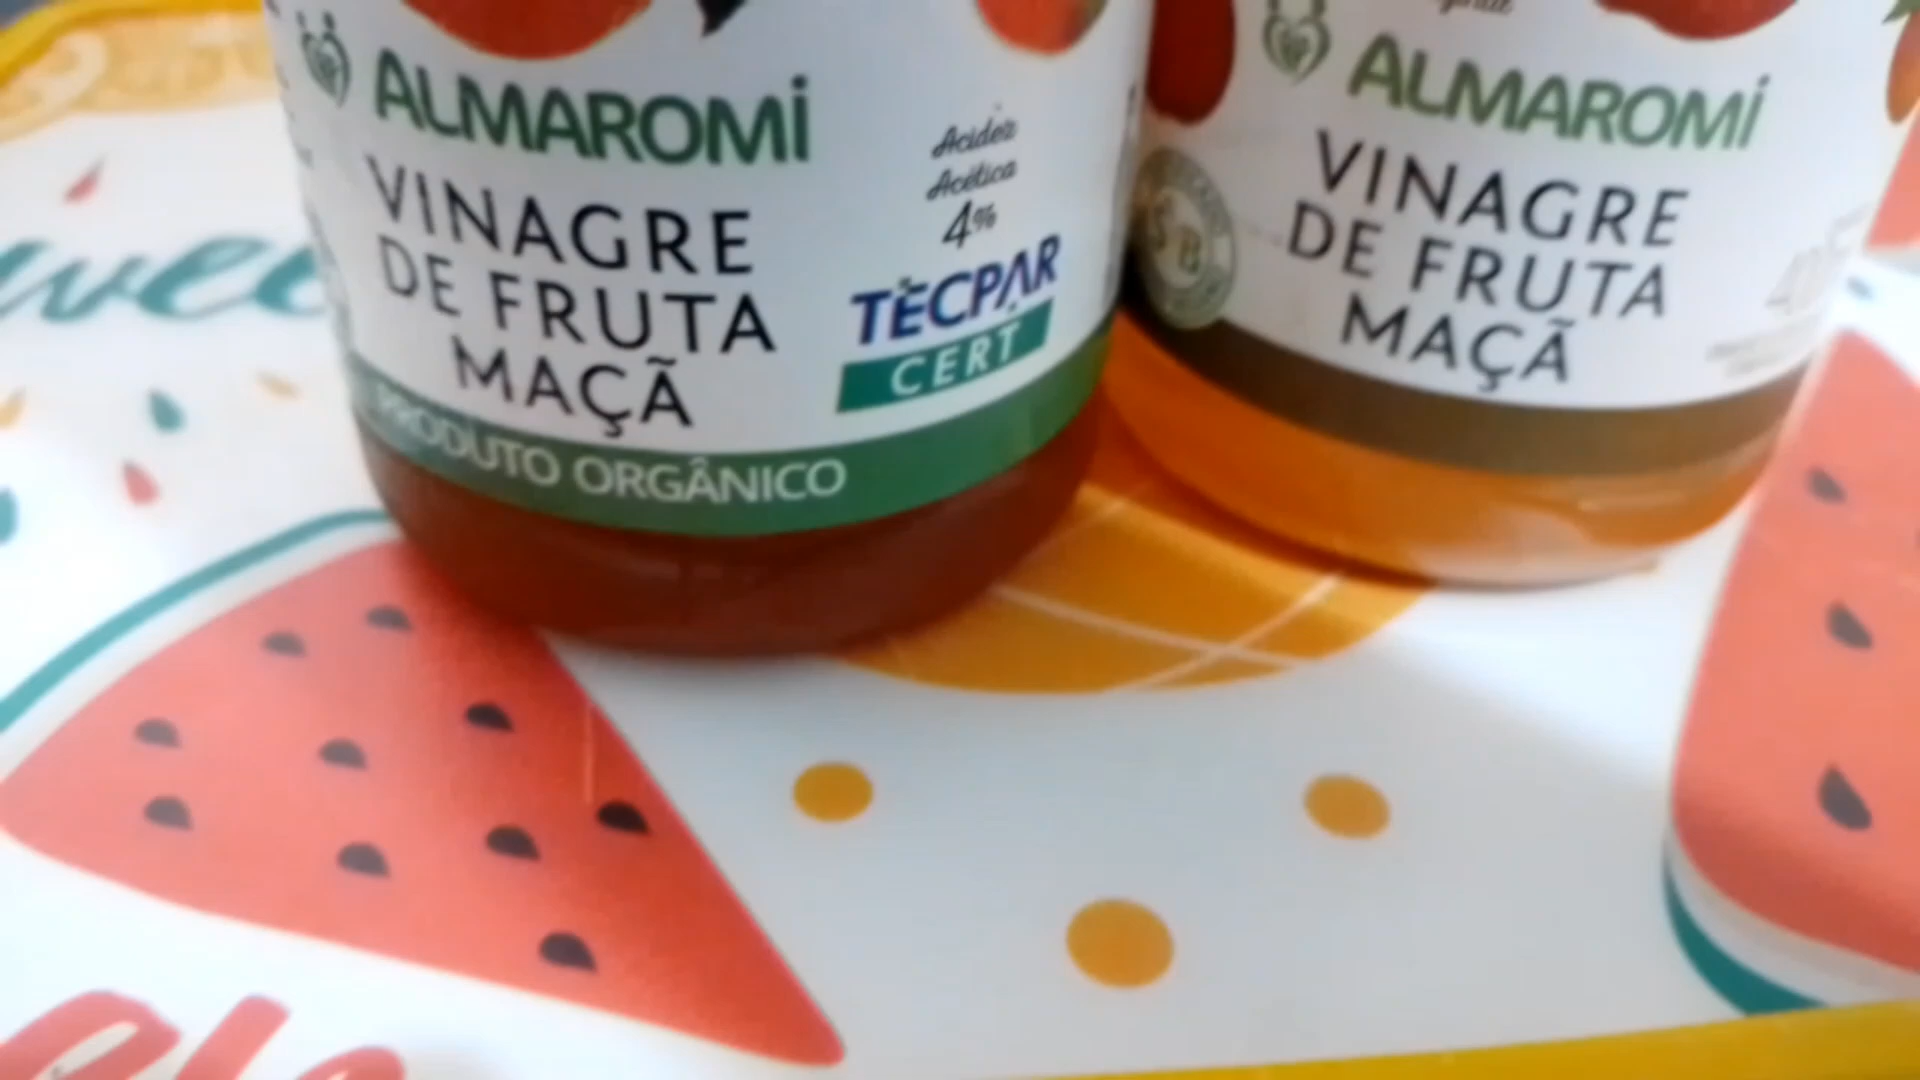 ALMAROMI
VINAGRE
DE FRUTA
MAÇÃ
Acidez
Acética
4%
TECPAR
CERT
PRODUTO ORGÂNICO
ALMAROMI
VINAGRE
DE FRUTA
MAÇÃ